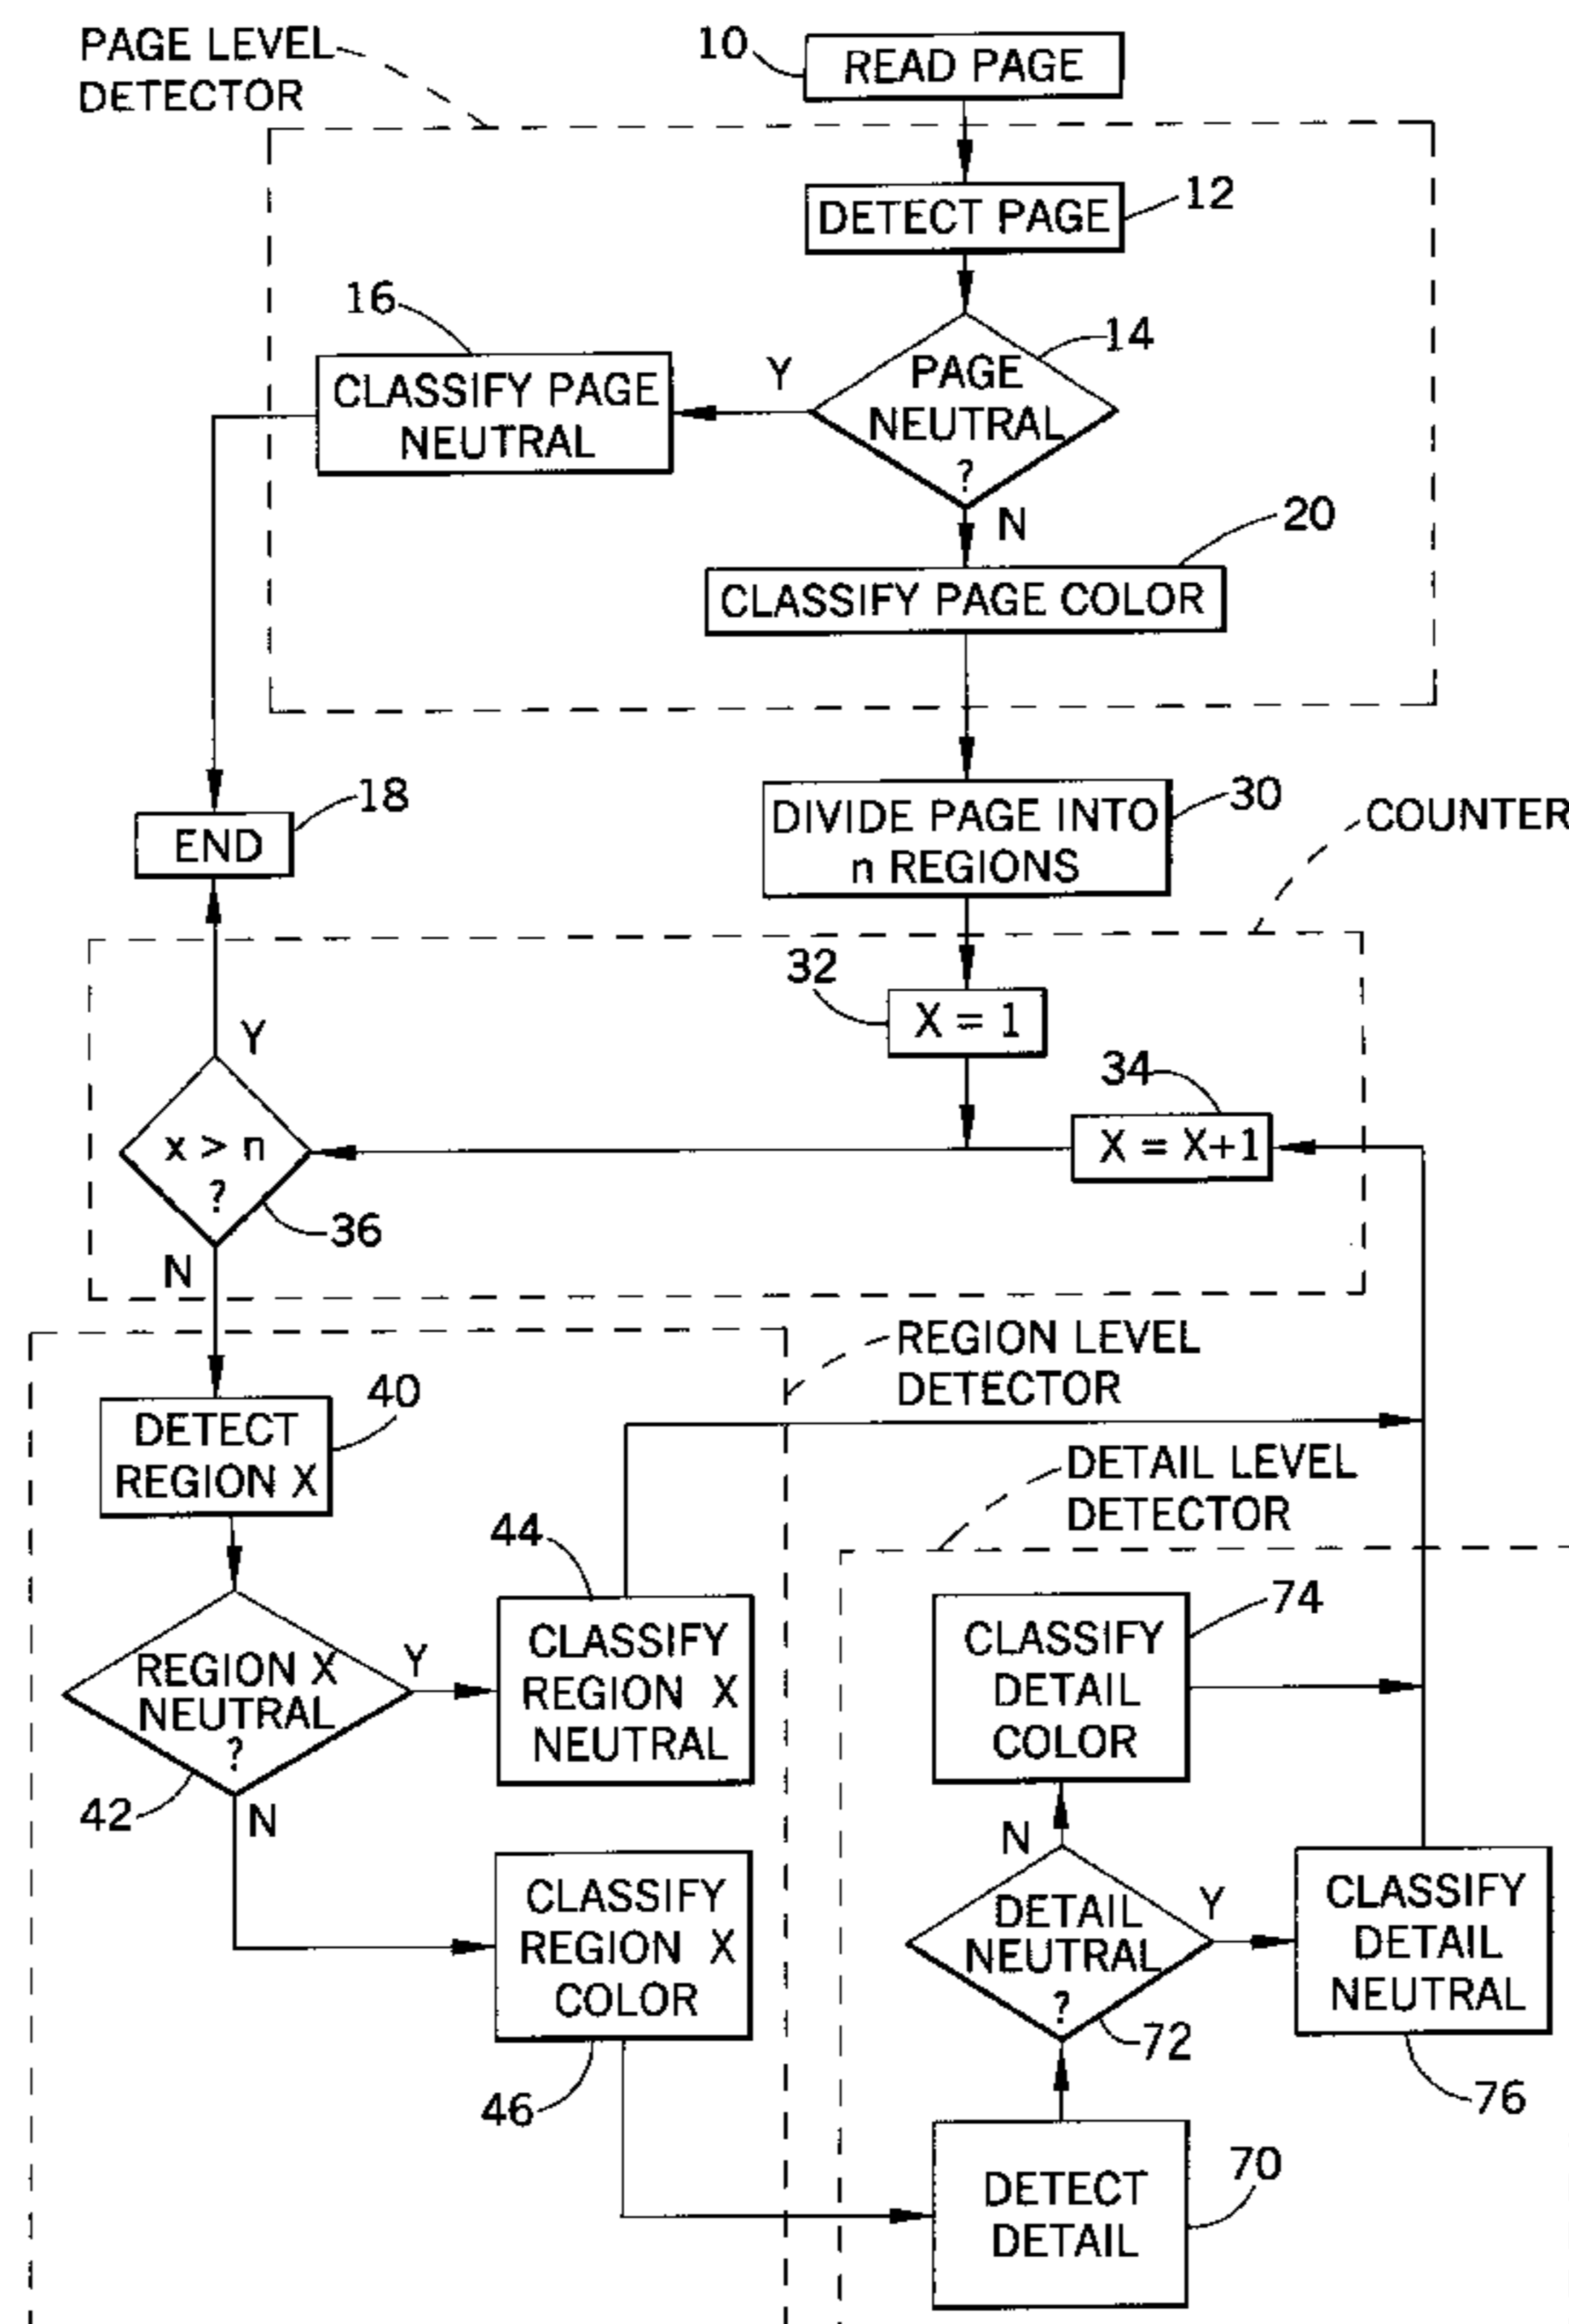 PAGE LEVEL
DETECTOR
10
READ PAGE
DETECT PAGE
12
14
PAGE
NEUTRAL
?
Y
N
16
CLASSIFY PAGE
NEUTRAL
20
CLASSIFY PAGE COLOR
18
END
DIVIDE PAGE INTO
n REGIONS
30
COUNTER
32
X = 1
34
X = X+1
Y
x > n
?
36
N
REGION LEVEL
DETECTOR
40
DETECT
REGION X
DETAIL LEVEL
DETECTOR
44
REGION X
NEUTRAL
?
Y
42
N
CLASSIFY
REGION X
NEUTRAL
74
CLASSIFY
DETAIL
COLOR
CLASSIFY
REGION X
COLOR
46
N
DETAIL
NEUTRAL
?
Y
72
CLASSIFY
DETAIL
NEUTRAL
76
70
DETECT
DETAIL